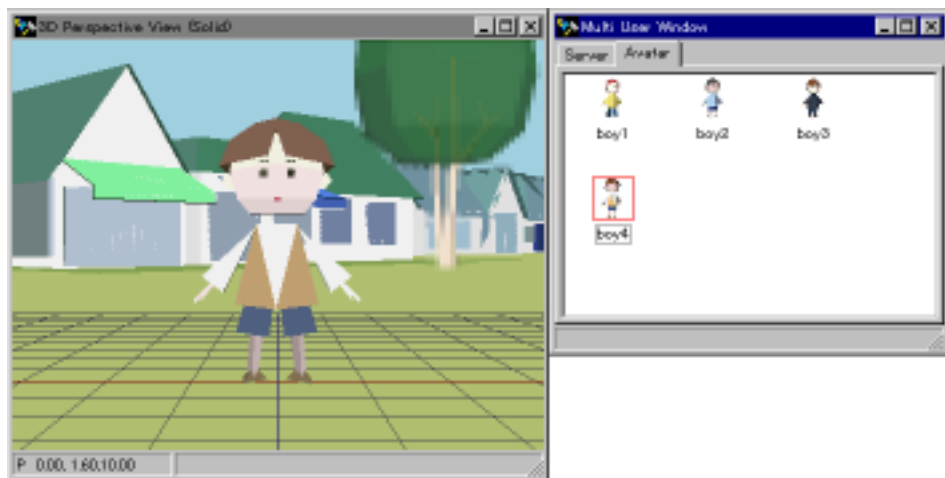 3D Perspective View (Solid)
P 0.00, 1.60,10.00
Multi User Window
Server Avatar
boy1 boy2 boy3
boy4